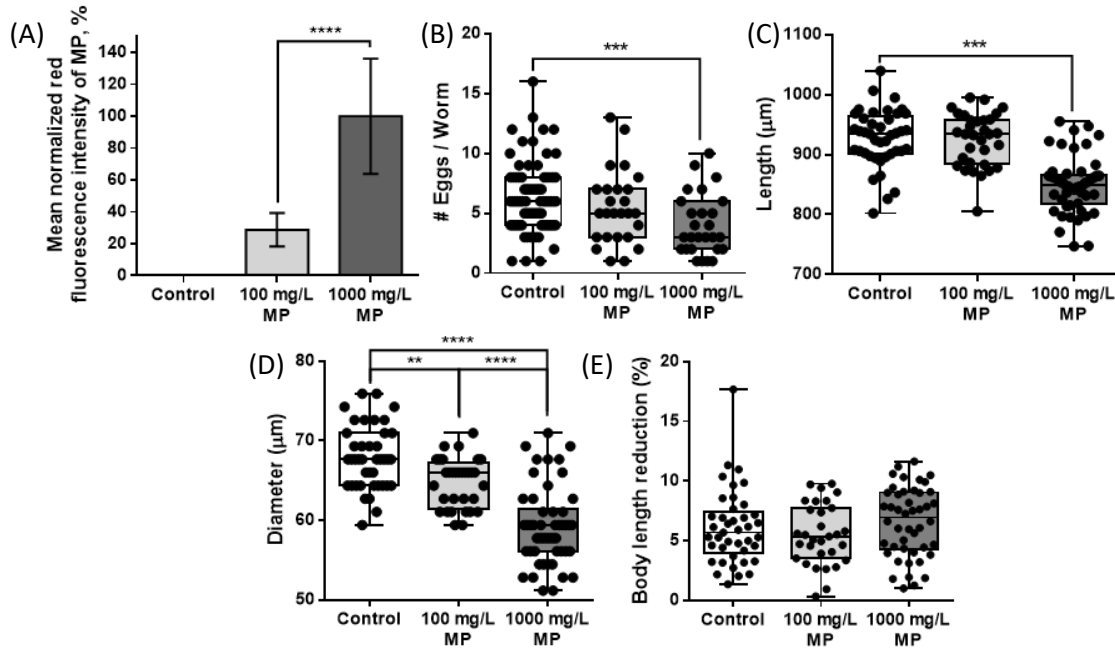 (A)
Mean normalized red
fluorescence intensity of MP, %
140
120
100
80
60
40
20
0
****
Control
100 mg/L
MP
1000 mg/L
MP
(B)
# Eggs / Worm
20
15
10
5
0
***
Control
100 mg/L
MP
1000 mg/L
MP
(C)
Length (μm)
1100
1000
900
800
700
***
Control
100 mg/L
MP
1000 mg/L
MP
(D)
Diameter (μm)
80
70
60
50
****
**
****
Control
100 mg/L
MP
1000 mg/L
MP
(E)
Body length reduction (%)
20
15
10
5
0
Control
100 mg/L
MP
1000 mg/L
MP